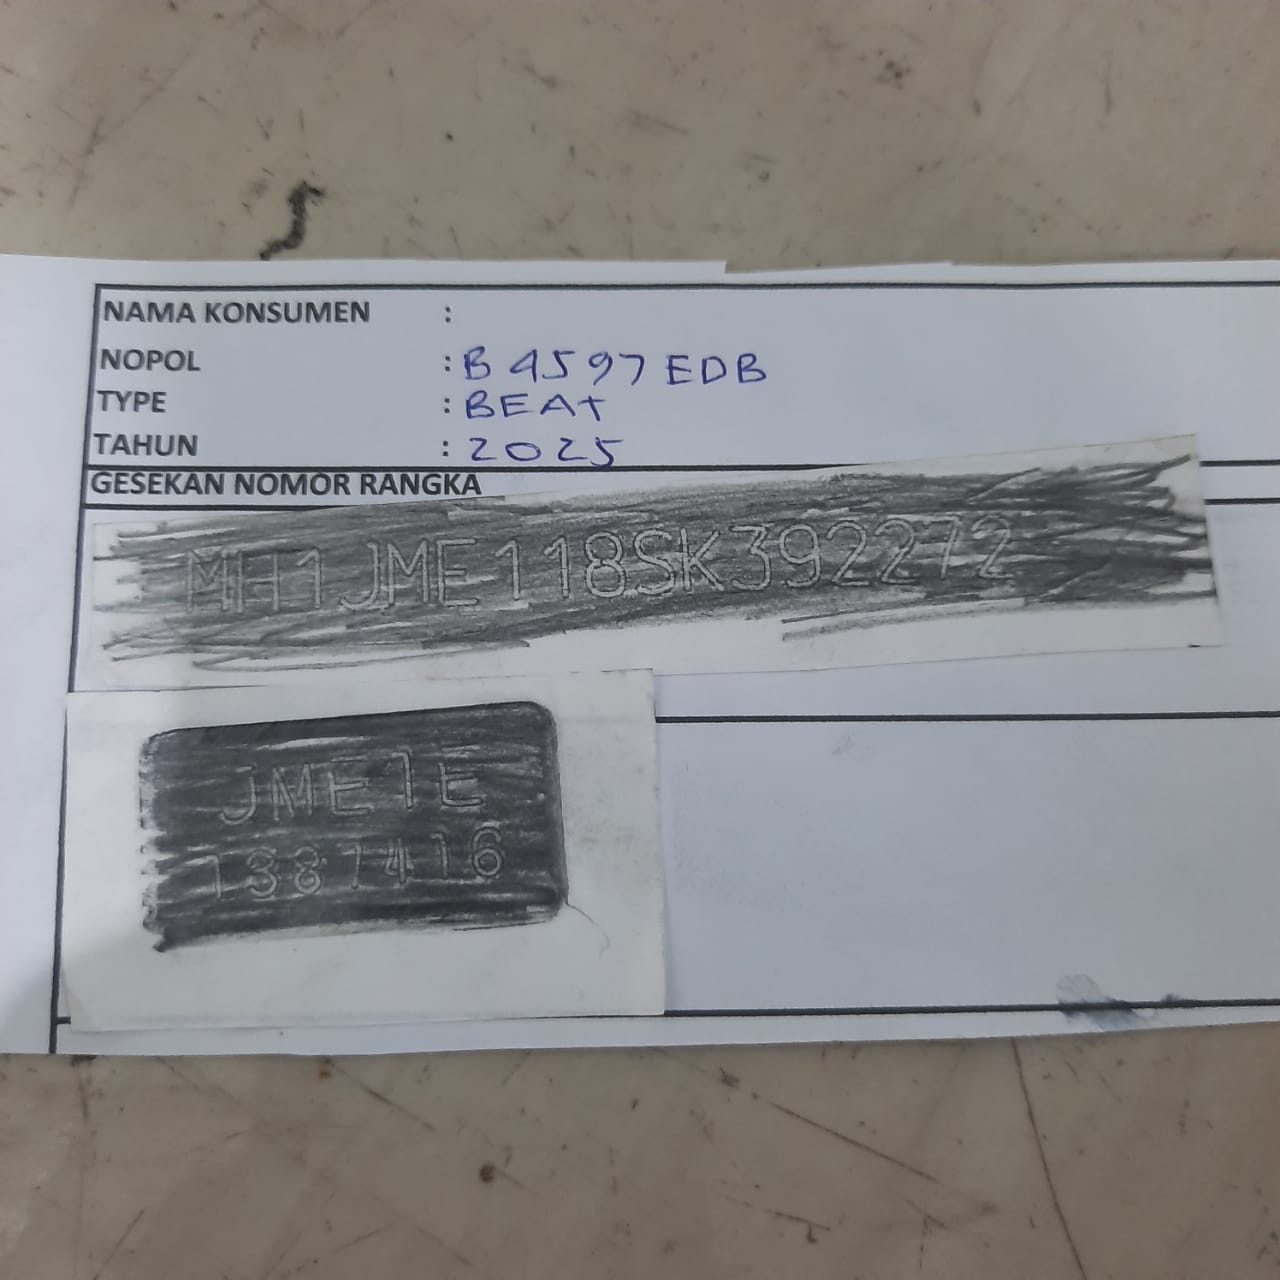 NAMA KONSUMEN :
NOPOL : B 4597 EDB
TYPE : BEAT
TAHUN : 2025
GESEKAN NOMOR RANGKA
MH1JME118SK392272
JME1E
1387416